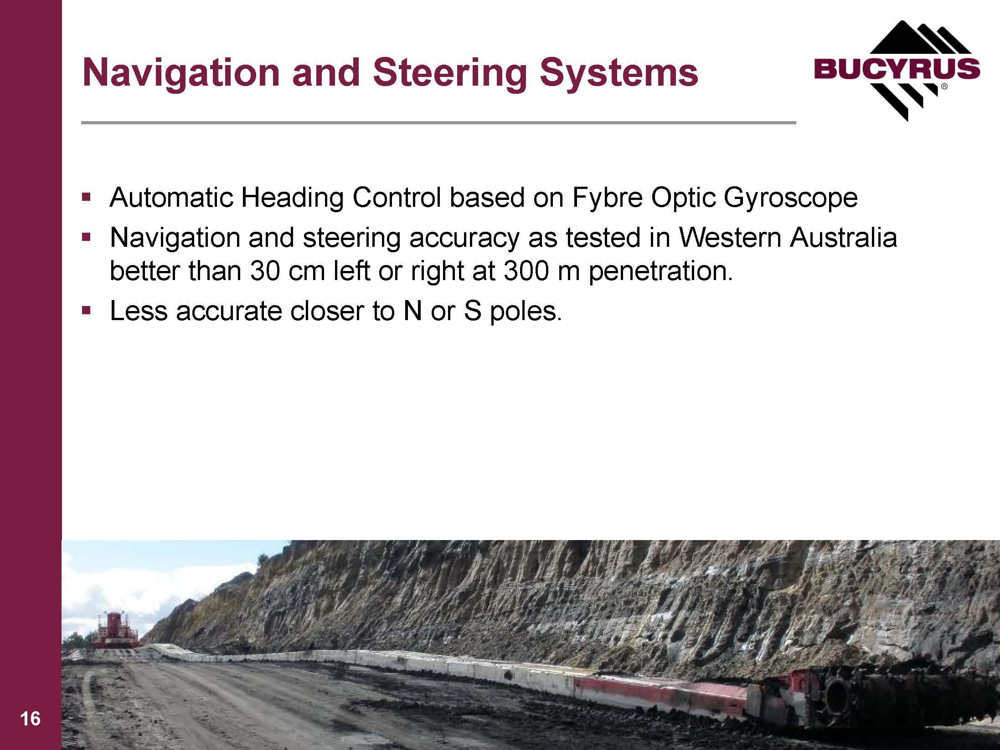 Navigation and Steering Systems
BUCYRUS
®
▪ Automatic Heading Control based on Fybre Optic Gyroscope
▪ Navigation and steering accuracy as tested in Western Australia
better than 30 cm left or right at 300 m penetration.
▪ Less accurate closer to N or S poles.
16